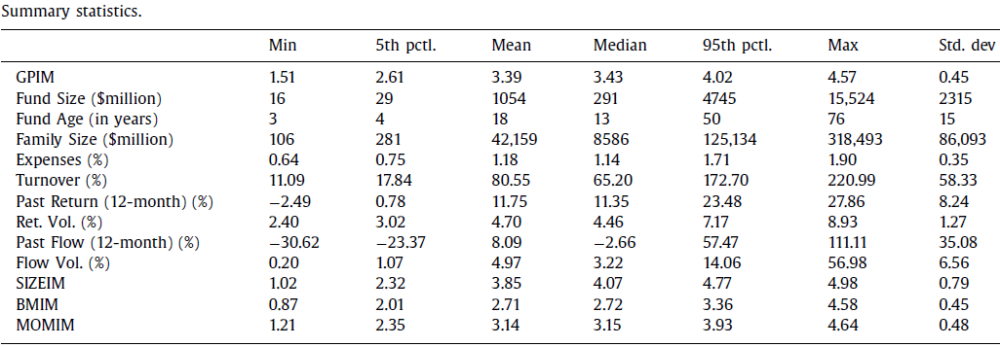 Summary statistics.
Min 5th pctl. Mean Median 95th pctl. Max Std. dev
GPIM 1.51 2.61 3.39 3.43 4.02 4.57 0.45
Fund Size ($million) 16 29 1054 291 4745 15,524 2315
Fund Age (in years) 3 4 18 13 50 76 15
Family Size ($million) 106 281 42,159 8586 125,134 318,493 86,093
Expenses (%) 0.64 0.75 1.18 1.14 1.71 1.90 0.35
Turnover (%) 11.09 17.84 80.55 65.20 172.70 220.99 58.33
Past Return (12-month) (%) −2.49 0.78 11.75 11.35 23.48 27.86 8.24
Ret. Vol. (%) 2.40 3.02 4.70 4.46 7.17 8.93 1.27
Past Flow (12-month) (%) −30.62 −23.37 8.09 −2.66 57.47 111.11 35.08
Flow Vol. (%) 0.20 1.07 4.97 3.22 14.06 56.98 6.56
SIZEIM 1.02 2.32 3.85 4.07 4.77 4.98 0.79
BMIM 0.87 2.01 2.71 2.72 3.36 4.58 0.45
MOMIM 1.21 2.35 3.14 3.15 3.93 4.64 0.48